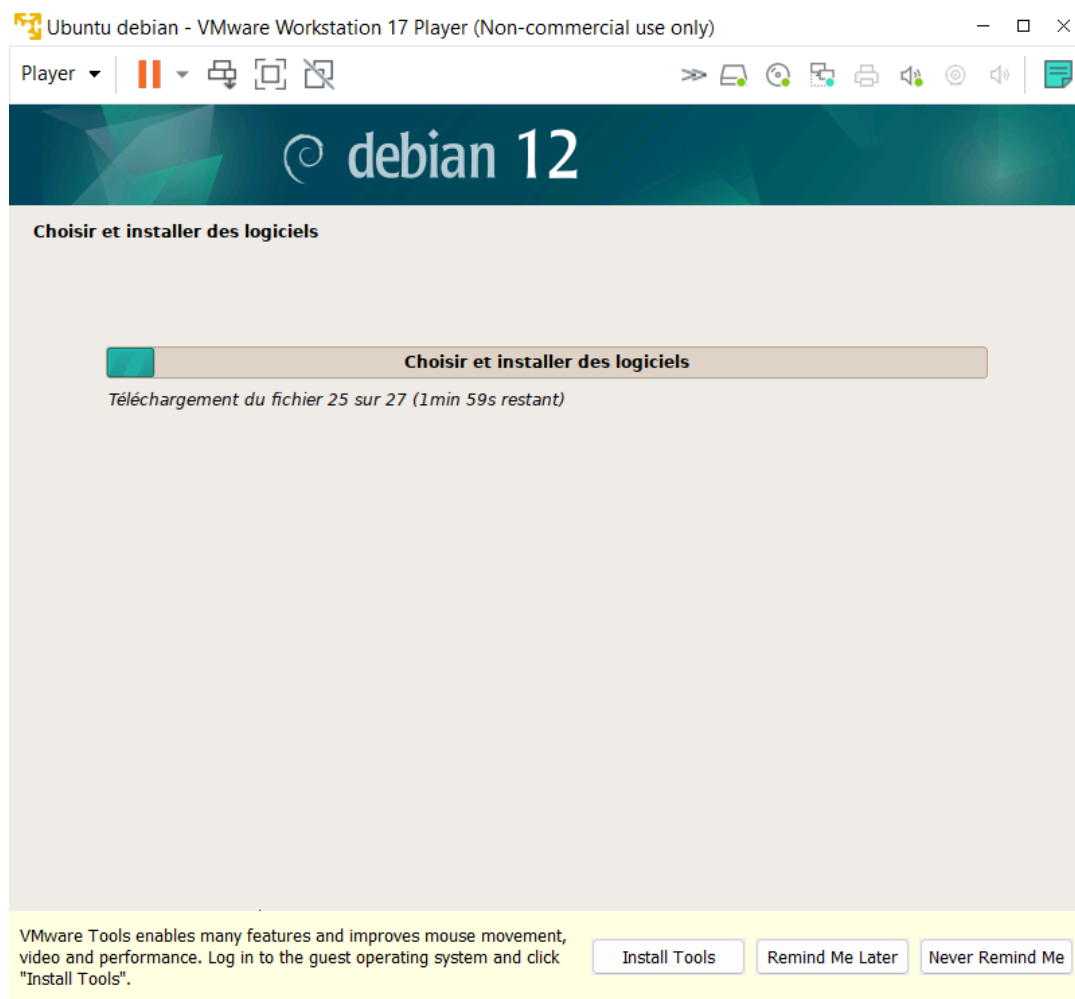 Ubuntu debian - VMware Workstation 17 Player (Non-commercial use only)
Player
debian 12
Choisir et installer des logiciels
Choisir et installer des logiciels
Téléchargement du fichier 25 sur 27 (1min 59s restant)
VMware Tools enables many features and improves mouse movement,
video and performance. Log in to the guest operating system and click
"Install Tools".
Install Tools
Remind Me Later
Never Remind Me